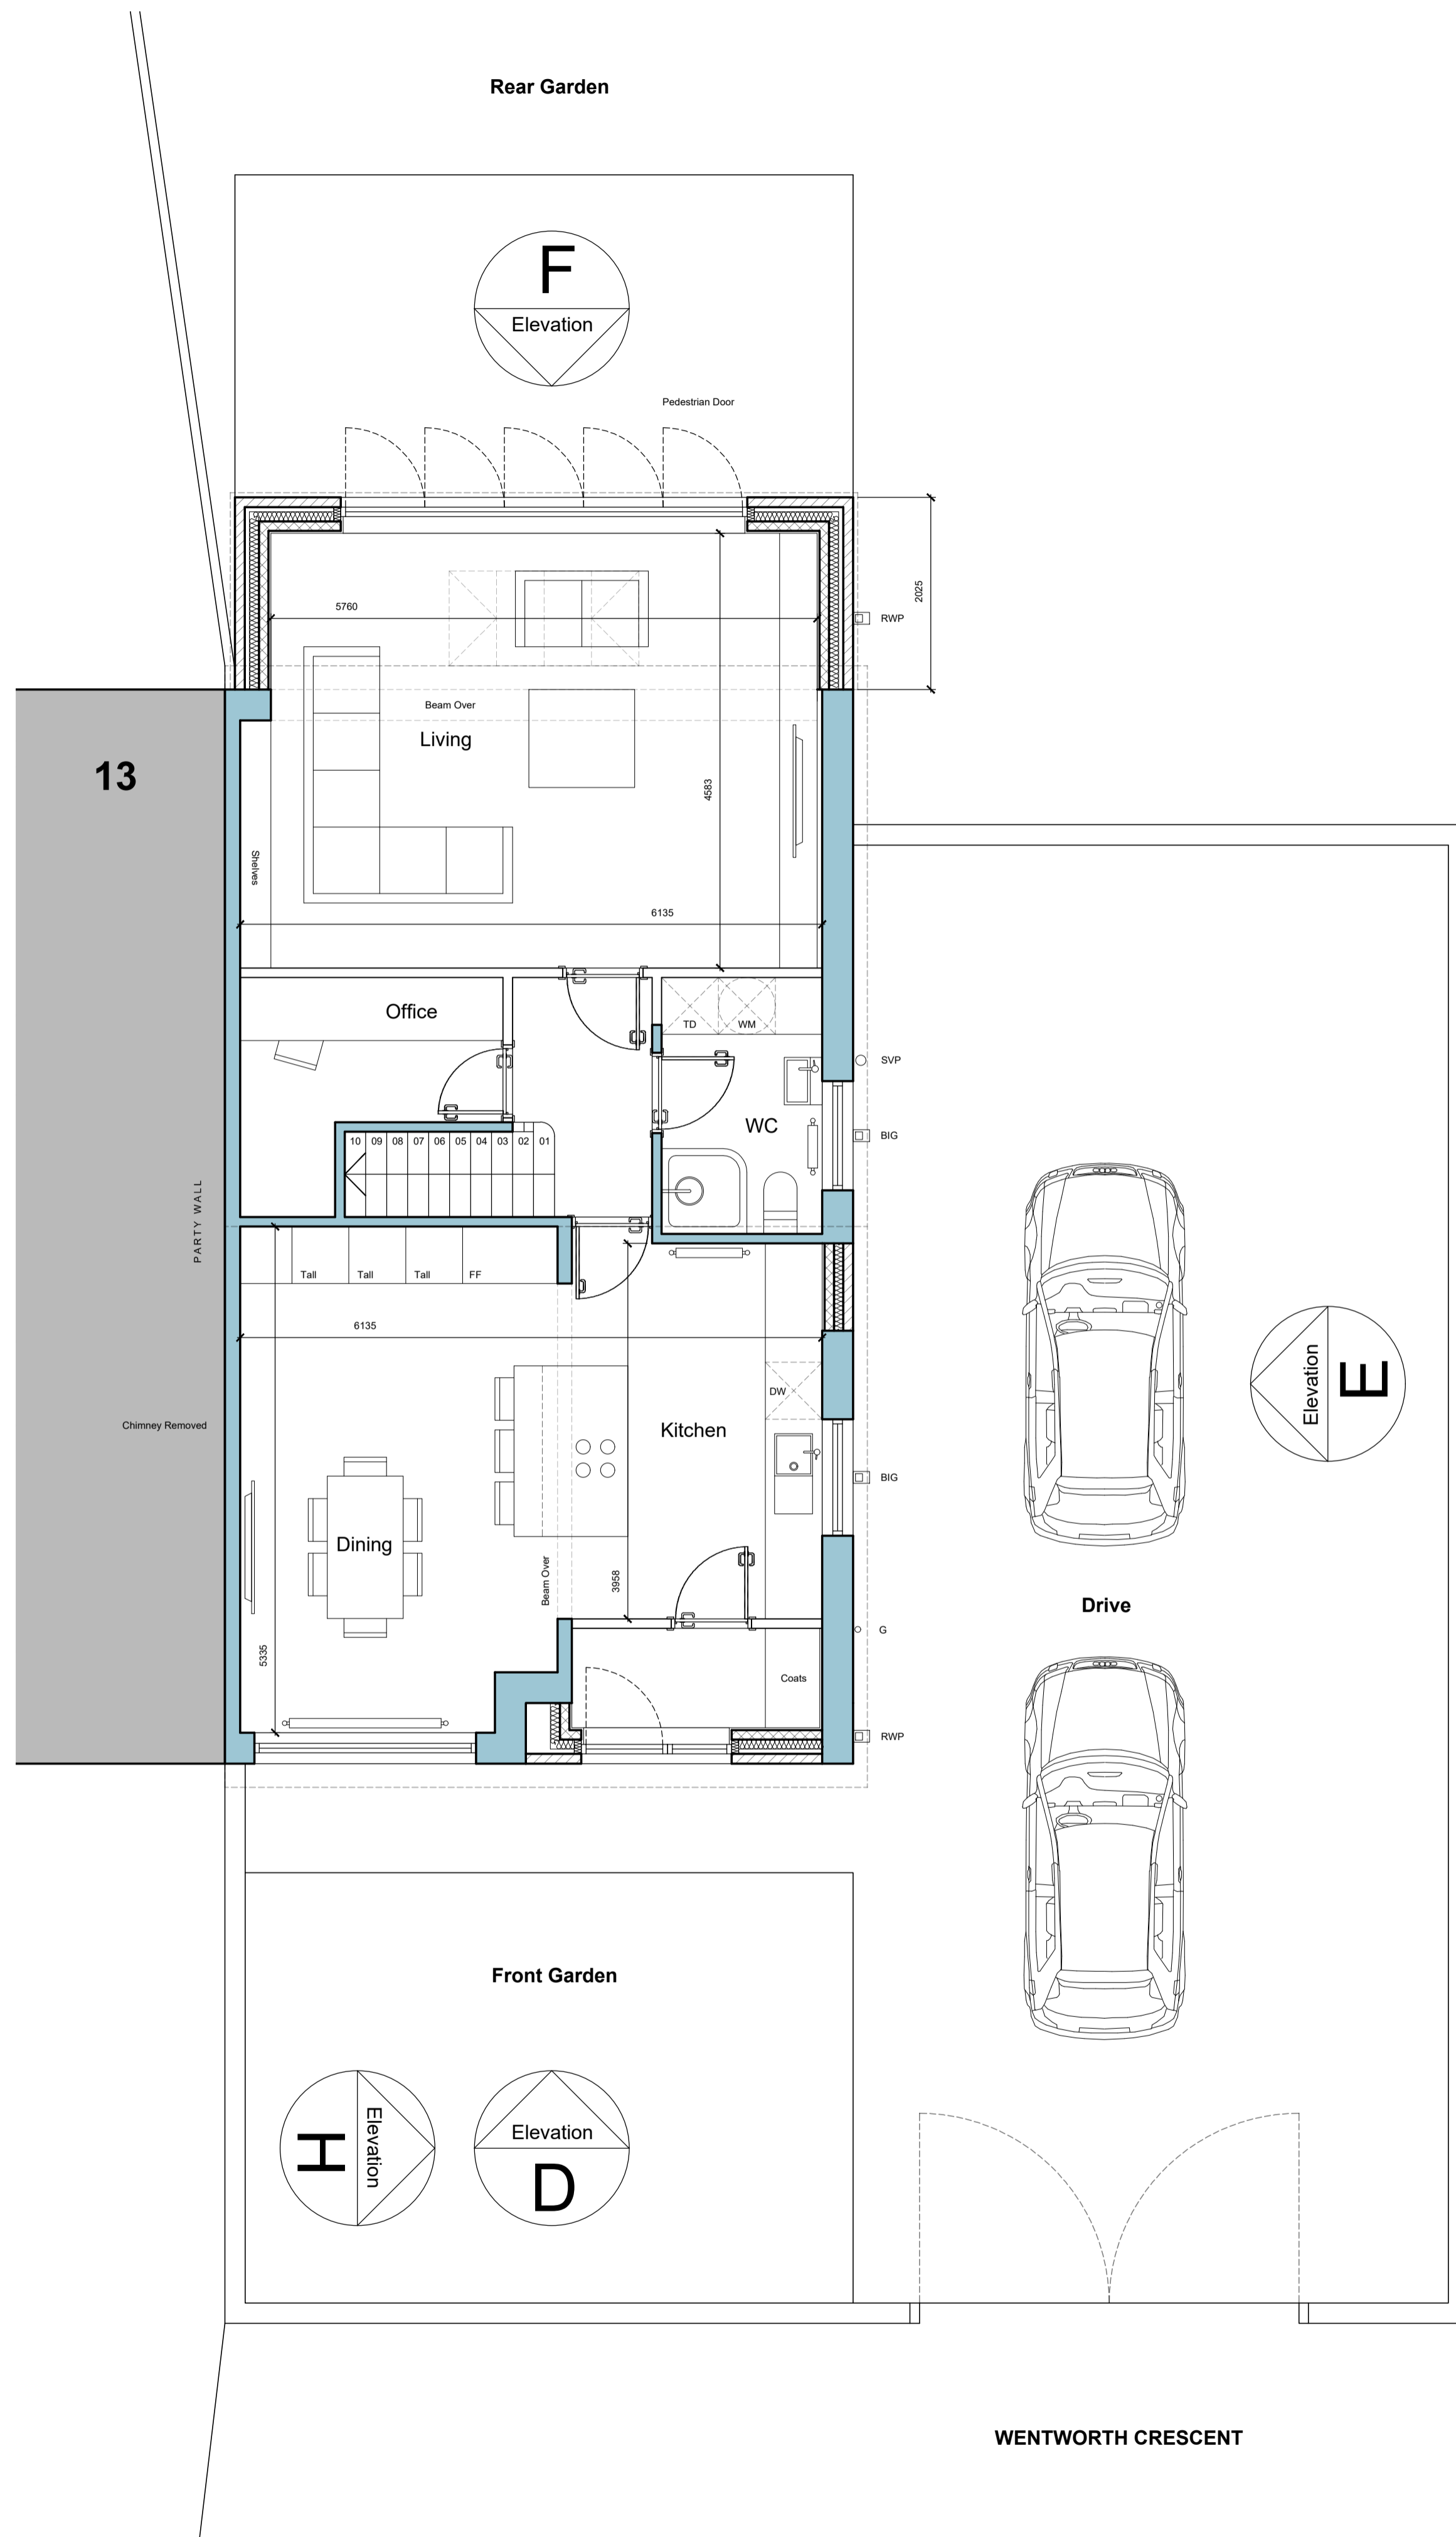 Rear Garden
F
Elevation
Pedestrian Door
2025
5760
RWP
Beam Over
Living
13
4583
Shelves
6135
Office
TD
WM
SVP
WC
BIG
10 09 08 07 06 05 04 03 02 01
PARTY WALL
Tall
Tall
Tall
FF
6135
DW
Elevation
E
Chimney Removed
Kitchen
BIG
Dining
Beam Over
3958
Drive
G
5335
Coats
RWP
Front Garden
H
Elevation
Elevation
D
WENTWORTH CRESCENT